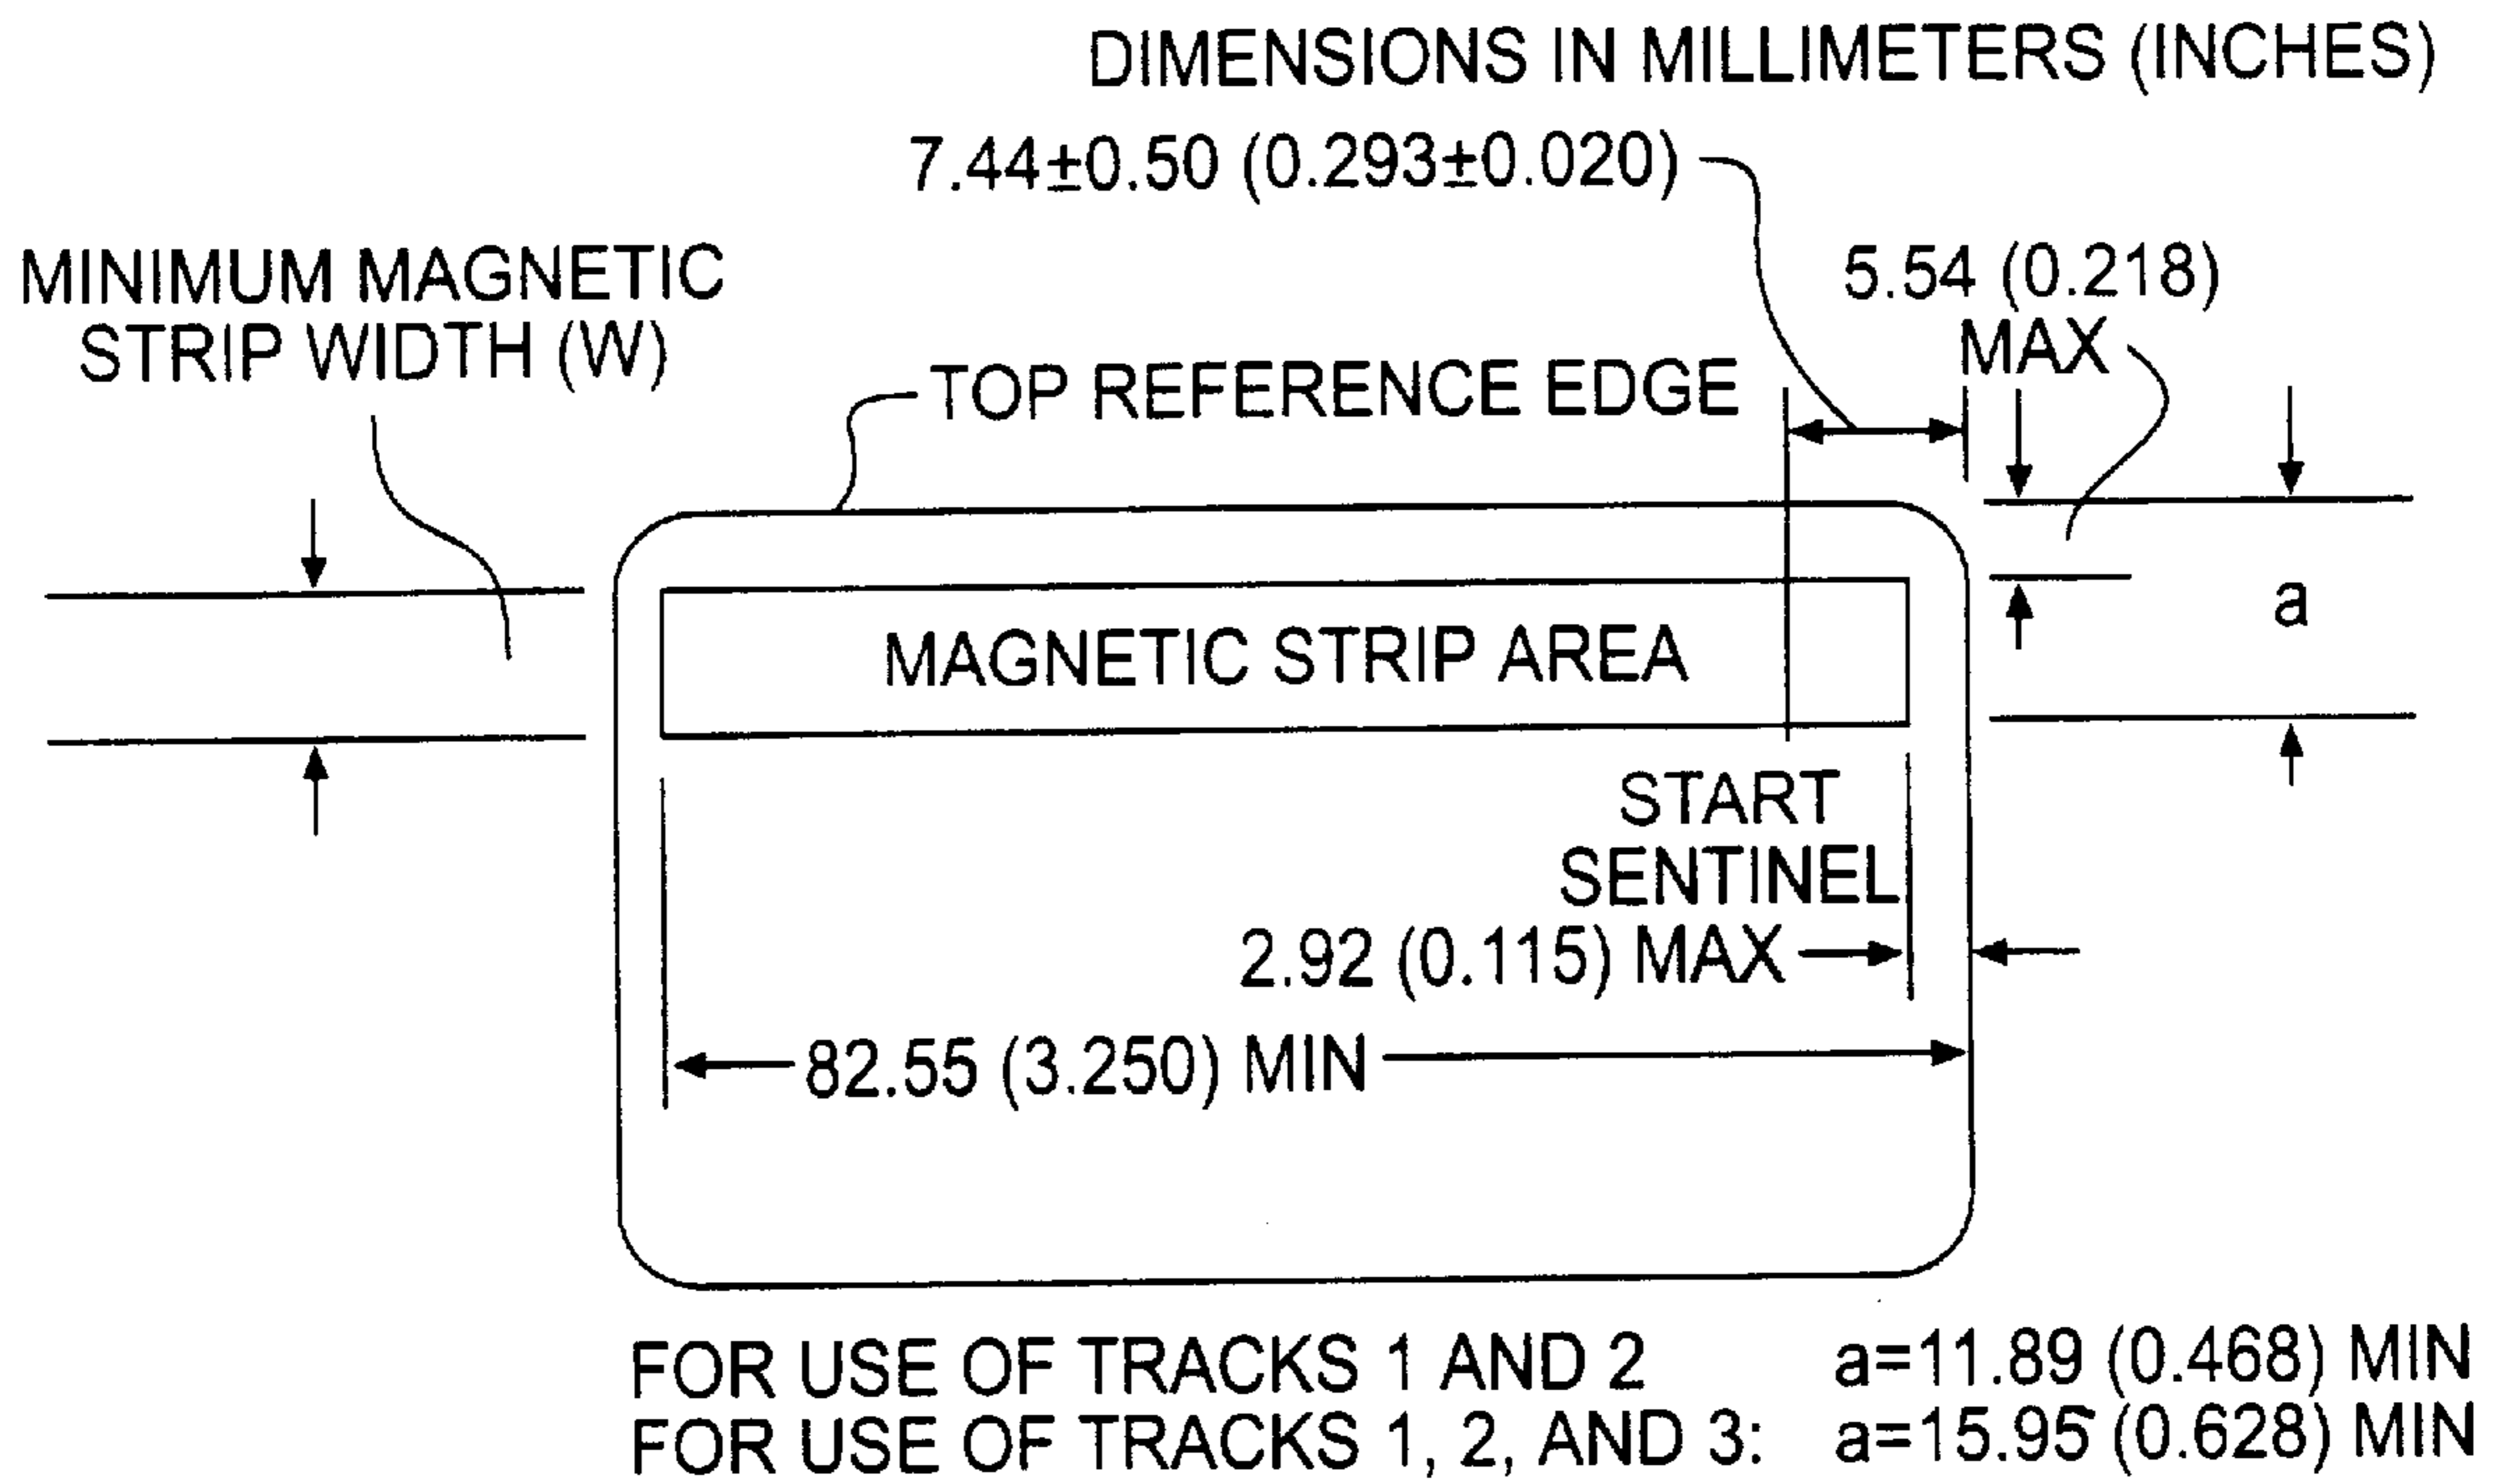 DIMENSIONS IN MILLIMETERS (INCHES)
7.44±0.50 (0.293±0.020)
MINIMUM MAGNETIC
STRIP WIDTH (W)
5.54 (0.218)
MAX
TOP REFERENCE EDGE
a
MAGNETIC STRIP AREA
START
SENTINEL
2.92 (0.115) MAX
82.55 (3.250) MIN
FOR USE OF TRACKS 1 AND 2 a=11.89 (0.468) MIN
FOR USE OF TRACKS 1, 2, AND 3: a=15.95 (0.628) MIN